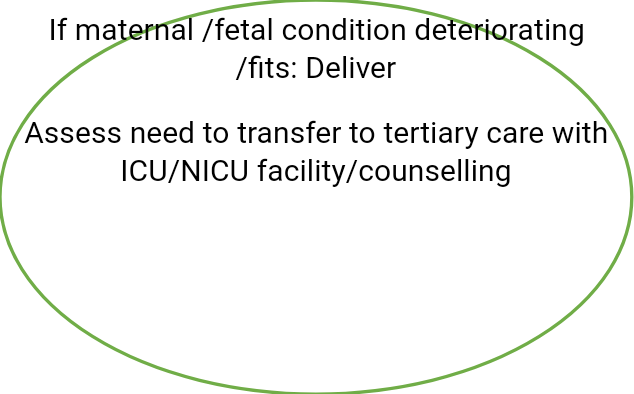 If maternal /fetal condition deteriorating
/fits: Deliver
Assess need to transfer to tertiary care with
ICU/NICU facility/counselling